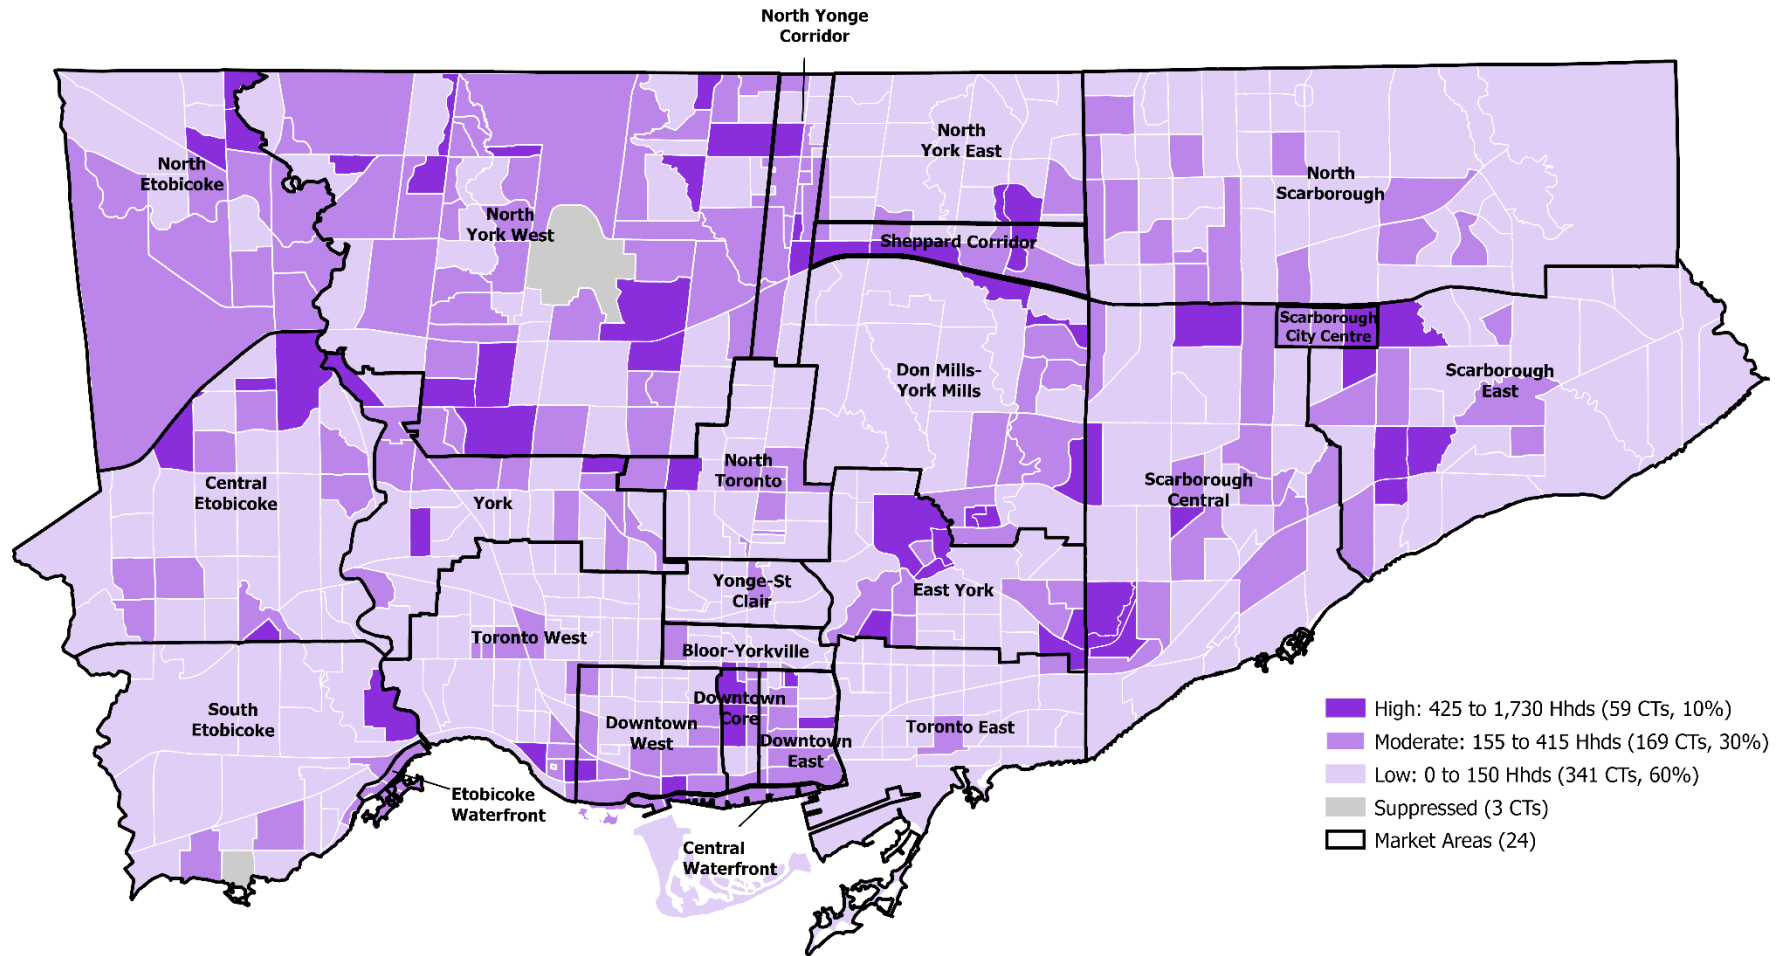 North Yonge
Corridor
North
Etobicoke
North
York West
North
York East
North
Scarborough
Sheppard Corridor
Scarborough
City Centre
Don Mills-
York Mills
Scarborough
East
Central
Etobicoke
York
North
Toronto
Scarborough
Central
Yonge-St
Clair
East York
Toronto West
Bloor-Yorkville
South
Etobicoke
Downtown
West
Downtown
Core
Downtown
East
Toronto East
Etobicoke
Waterfront
Central
Waterfront
High: 425 to 1,730 Hhds (59 CTs, 10%)
Moderate: 155 to 415 Hhds (169 CTs, 30%)
Low: 0 to 150 Hhds (341 CTs, 60%)
Suppressed (3 CTs)
Market Areas (24)